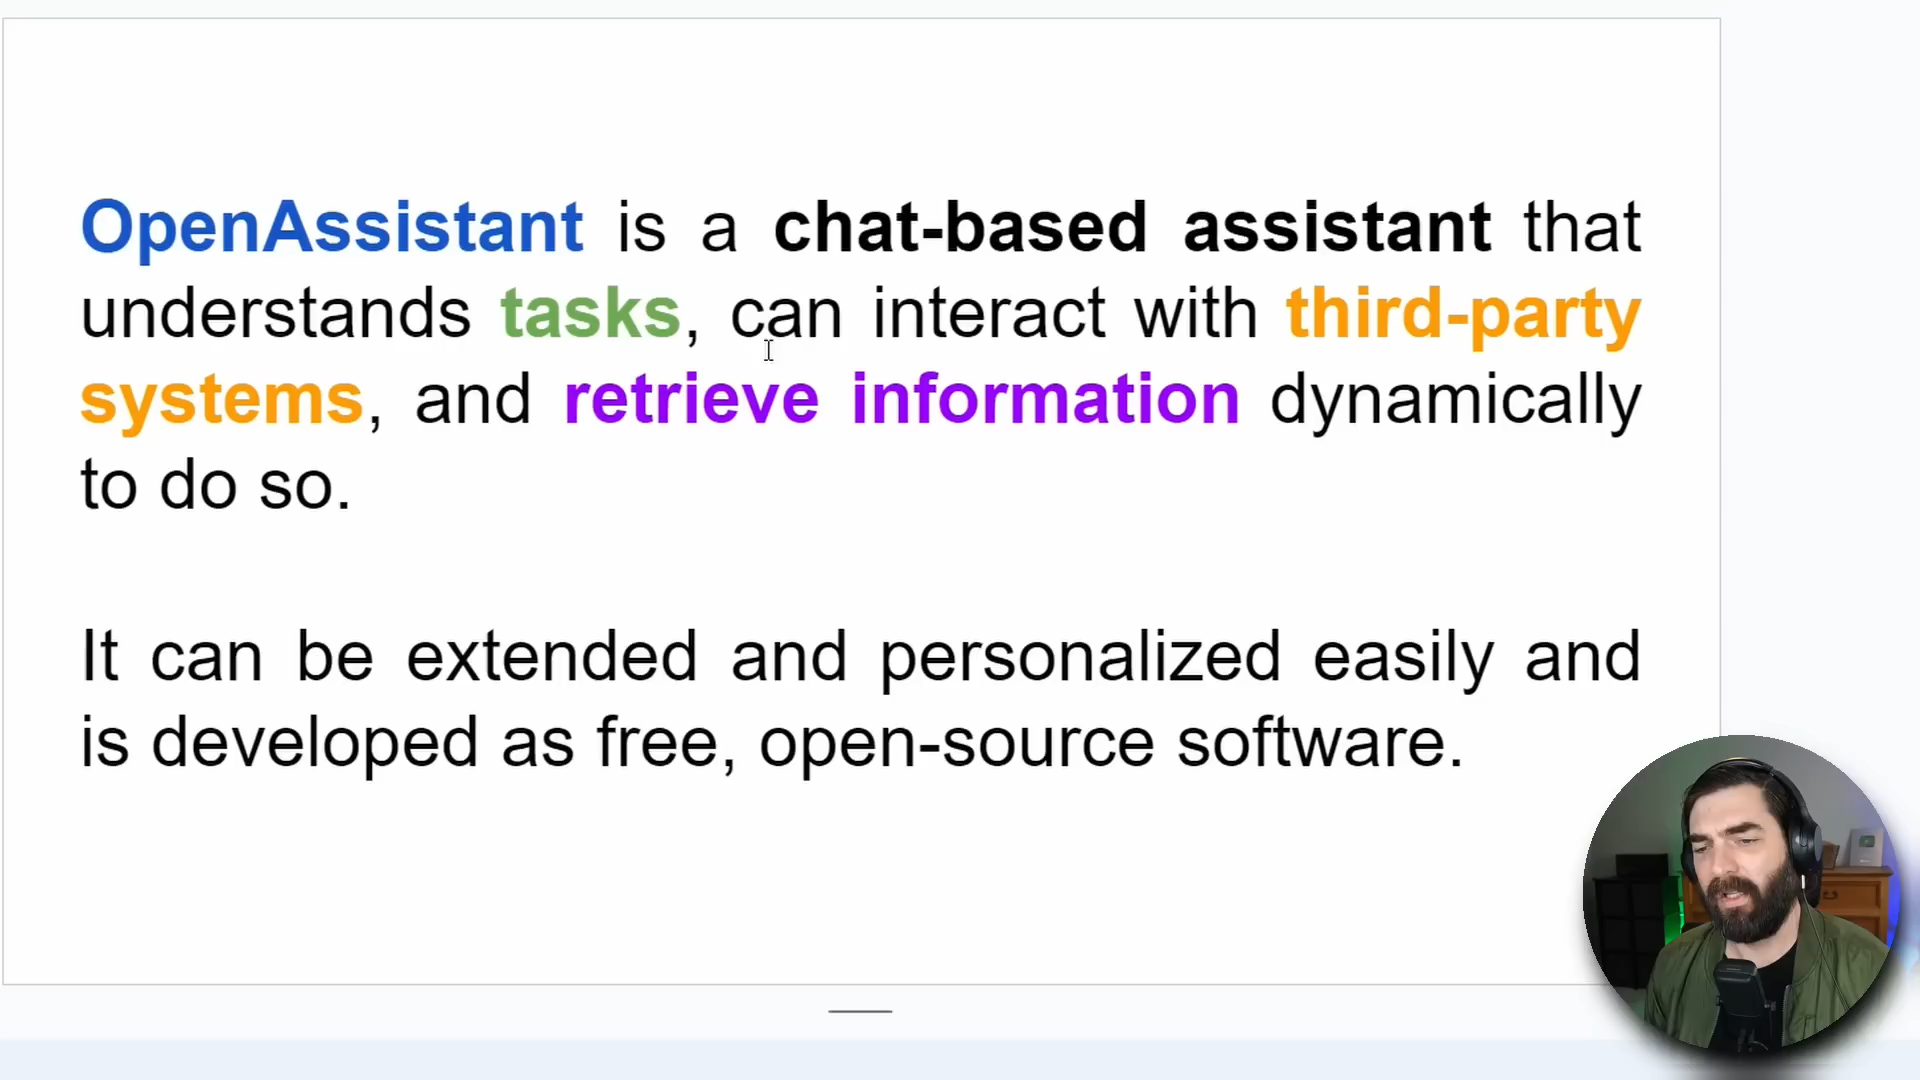 OpenAssistant is a chat-based assistant that
understands tasks, can interact with third-party
systems, and retrieve information dynamically
to do so.
It can be extended and personalized easily and
is developed as free, open-source software.